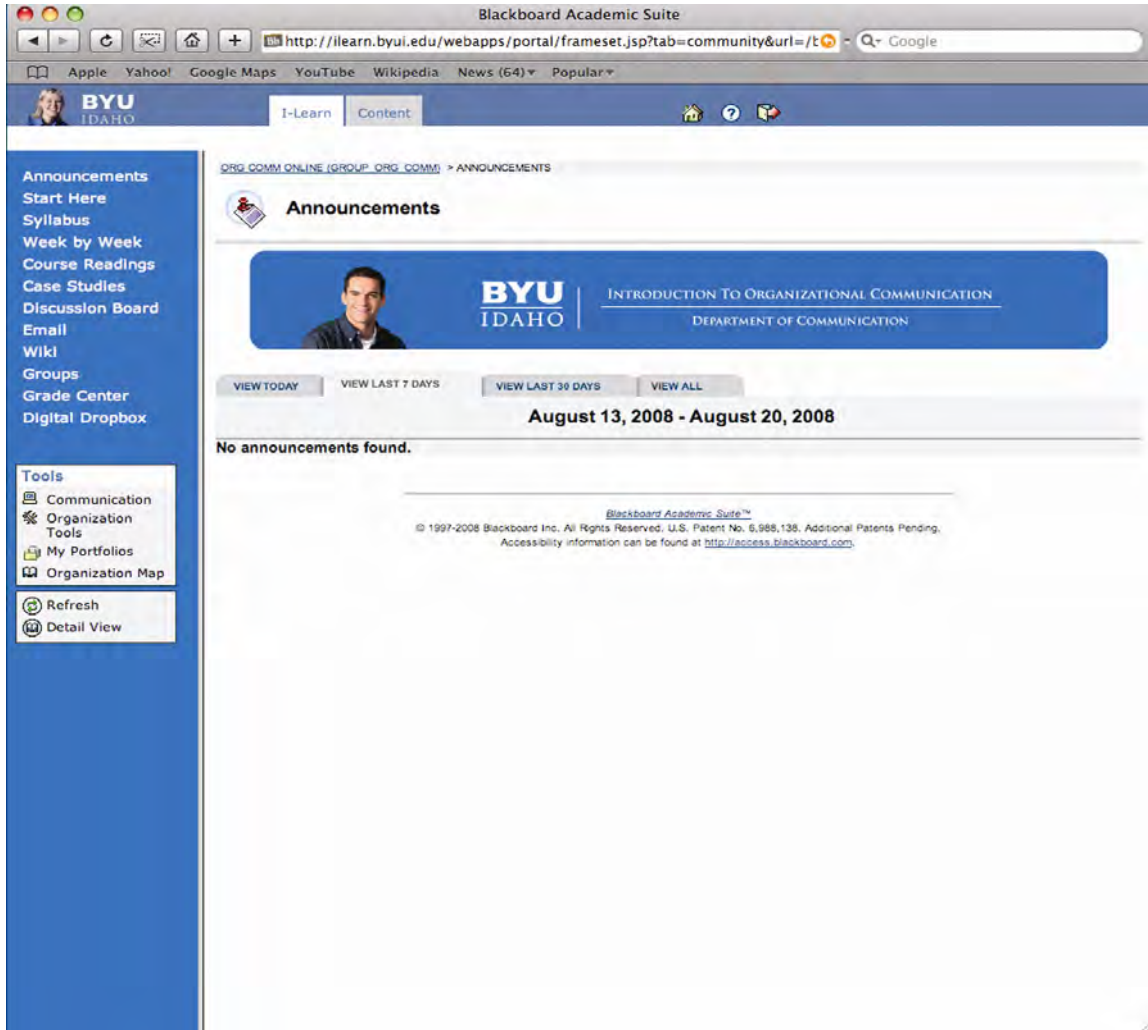 Blackboard Academic Suite
http://ilearn.byui.edu/webapps/portal/frameset.jsp?tab=community&url=/b
Google
Apple Yahoo! Google Maps YouTube Wikipedia News (64) Popular
BYU
IDAHO
I-Learn Content
Announcements
Start Here
Syllabus
Week by Week
Course Readings
Case Studies
Discussion Board
Email
Wiki
Groups
Grade Center
Digital Dropbox
Tools
Communication
Organization
Tools
My Portfolios
Organization Map
Refresh
Detail View
ORG COMM ONLINE (GROUP_ORG_COMM) > ANNOUNCEMENTS
Announcements
BYU
IDAHO
INTRODUCTION TO ORGANIZATIONAL COMMUNICATION
DEPARTMENT OF COMMUNICATION
VIEW TODAY VIEW LAST 7 DAYS VIEW LAST 30 DAYS VIEW ALL
August 13, 2008 - August 20, 2008
No announcements found.
Blackboard Academic Suite™
© 1997-2008 Blackboard Inc. All Rights Reserved. U.S. Patent No. 6,988,138. Additional Patents Pending.
Accessibility information can be found at http://access.blackboard.com.